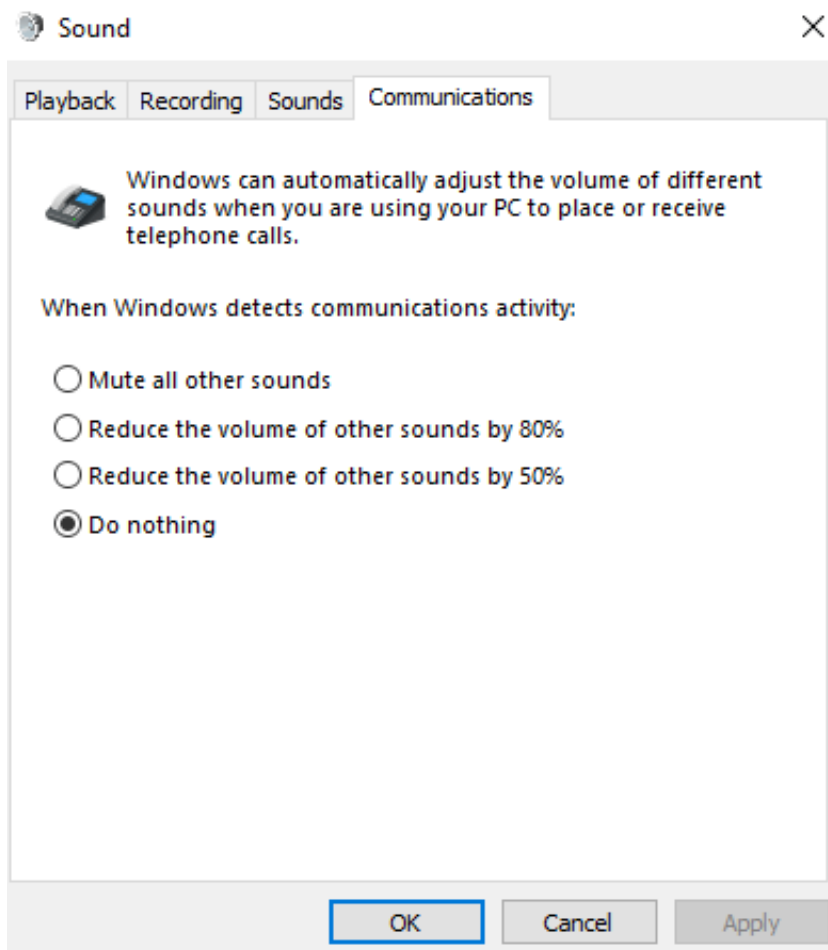 Sound
Playback Recording Sounds Communications
Windows can automatically adjust the volume of different
sounds when you are using your PC to place or receive
telephone calls.
When Windows detects communications activity:
Mute all other sounds
Reduce the volume of other sounds by 80%
Reduce the volume of other sounds by 50%
Do nothing
OK Cancel Apply